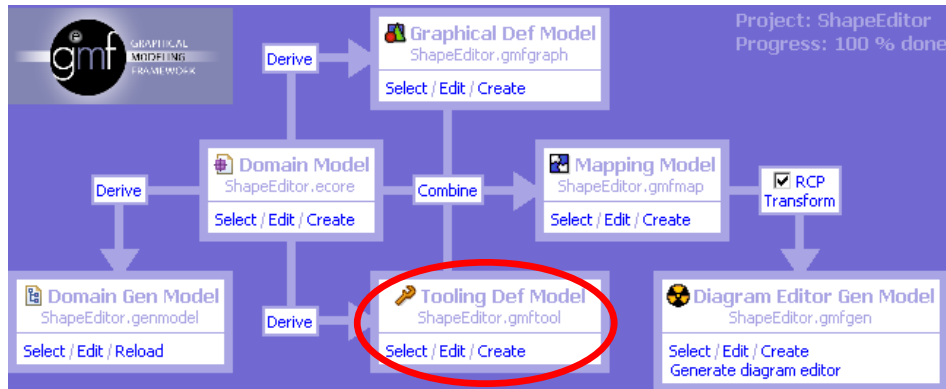 gmf
GRAPHICAL
MODELING
FRAMEWORK
Derive
Graphical Def Model
ShapeEditor.gmfgraph
Select / Edit / Create
Project: ShapeEditor
Progress: 100 % done
Derive
Domain Model
ShapeEditor.ecore
Select / Edit / Create
Combine
Mapping Model
ShapeEditor.gmfmap
Select / Edit / Create
RCP
Transform
Domain Gen Model
ShapeEditor.genmodel
Select / Edit / Reload
Derive
Tooling Def Model
ShapeEditor.gmftool
Select / Edit / Create
Diagram Editor Gen Model
ShapeEditor.gmfgen
Select / Edit / Create
Generate diagram editor